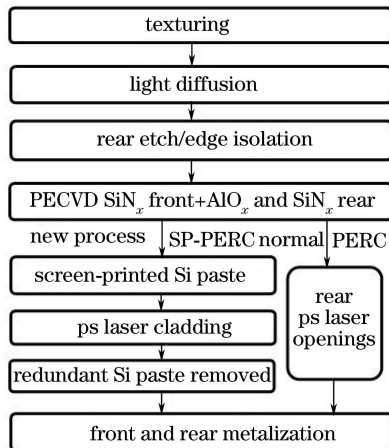 texturing
light diffusion
rear etch/edge isolation
PECVD SiNₓ front+AlOₓ and SiNₓ rear
new process SP-PERC normal PERC
screen-printed Si paste
ps laser cladding
redundant Si paste removed
rear
ps laser
openings
front and rear metalization